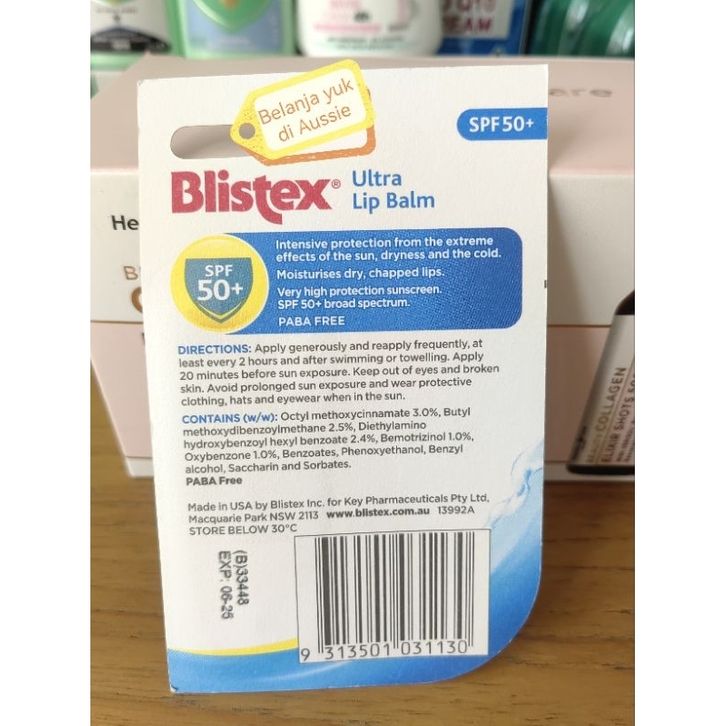 CREAM
Belanja yuk
di Aussie
SPF 50+
Blistex® Ultra
Lip Balm
He
SPF
50+
Intensive protection from the extreme
effects of the sun, dryness and the cold.
Moisturises dry, chapped lips.
Very high protection sunscreen.
SPF 50+ broad spectrum.
PABA FREE
DIRECTIONS: Apply generously and reapply frequently, at
least every 2 hours and after swimming or towelling. Apply
20 minutes before sun exposure. Keep out of eyes and broken
skin. Avoid prolonged sun exposure and wear protective
clothing, hats and eyewear when in the sun.
CONTAINS (w/w): Octyl methoxycinnamate 3.0%, Butyl
methoxydibenzoylmethane 2.5%, Diethylamino
hydroxybenzoyl hexyl benzoate 2.4%, Bemotrizinol 1.0%,
Oxybenzone 1.0%, Benzoates, Phenoxyethanol, Benzyl
alcohol, Saccharin and Sorbates.
PABA Free
Made in USA by Blistex Inc. for Key Pharmaceuticals Pty Ltd,
Macquarie Park NSW 2113 www.blistex.com.au 13992A
STORE BELOW 30°C
(B)33448
EXP: 06-26
9 313501 031130
COLLAGEN
ELIXIR SHOTS